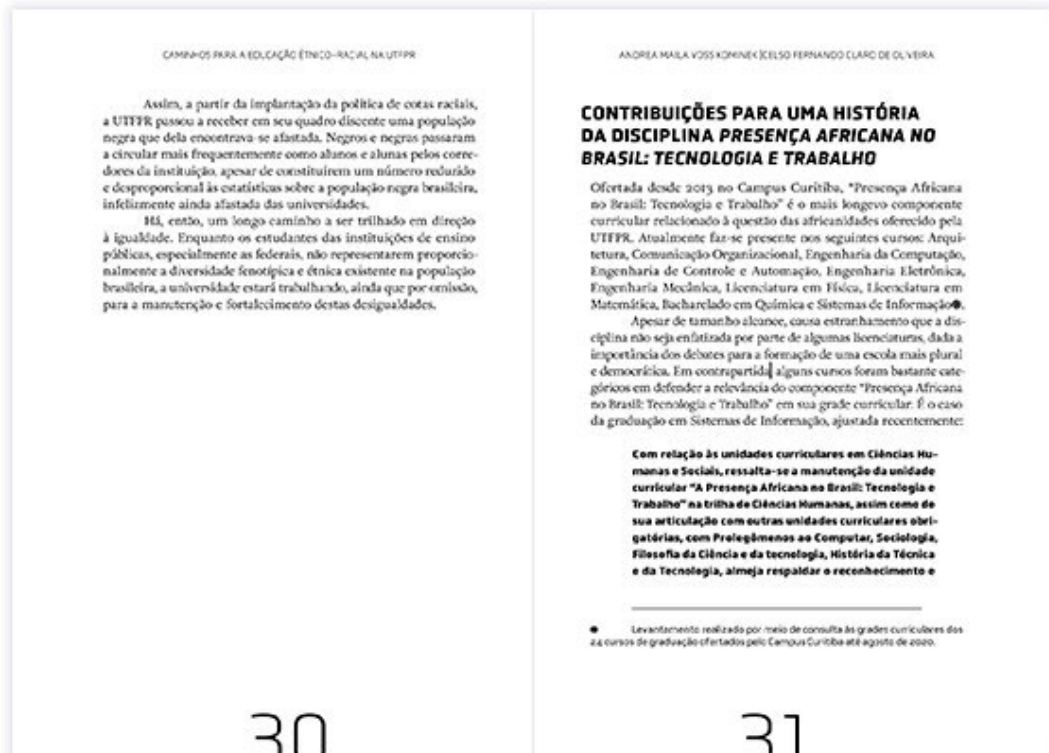 CAMINHOS PARA A EDUCAÇÃO ÉTNICO-RACIAL NA UTFPR
Assim, a partir da implantação da política de cotas raciais,
a UTFPR passou a receber em seu quadro discente uma população
negra que dela encontrava-se afastada. Negros e negras passaram
a circular mais frequentemente como alunos e alunas pelos corre-
dores da instituição, apesar de constituírem um número reduzido
e desproporcional às estatísticas sobre a população negra brasileira,
infelizmente ainda afastada das universidades.
Há, então, um longo caminho a ser trilhado em direção
à igualdade. Enquanto os estudantes das instituições de ensino
públicas, especialmente as federais, não representarem proporcio-
nalmente a diversidade fenotípica e étnica existente na população
brasileira, a universidade estará trabalhando, ainda que por omissão,
para a manutenção e fortalecimento destas desigualdades.
30
ANDREA MAILA VOSS KOMINEK|CELSO FERNANDO CLARO DE OLIVEIRA
CONTRIBUIÇÕES PARA UMA HISTÓRIA
DA DISCIPLINA PRESENÇA AFRICANA NO
BRASIL: TECNOLOGIA E TRABALHO
Ofertada desde 2013 no Campus Curitiba, "Presença Africana
no Brasil: Tecnologia e Trabalho" é o mais longevo componente
curricular relacionado à questão das africanidades oferecido pela
UTFPR. Atualmente faz-se presente nos seguintes cursos: Arqui-
tetura, Comunicação Organizacional, Engenharia da Computação,
Engenharia de Controle e Automação, Engenharia Eletrônica,
Engenharia Mecânica, Licenciatura em Física, Licenciatura em
Matemática, Bacharelado em Química e Sistemas de Informação●.
Apesar de tamanho alcance, causa estranhamento que a dis-
ciplina não seja enfatizada por parte de algumas licenciaturas, dada a
importância dos debates para a formação de uma escola mais plural
e democrática. Em contrapartida alguns cursos foram bastante cate-
góricos em defender a relevância do componente "Presença Africana
no Brasil: Tecnologia e Trabalho" em sua grade curricular. É o caso
da graduação em Sistemas de Informação, ajustada recentemente:
Com relação às unidades curriculares em Ciências Hu-
manas e Sociais, ressalta-se a manutenção da unidade
curricular "A Presença Africana no Brasil: Tecnologia e
Trabalho" na trilha de Ciências Humanas, assim como de
sua articulação com outras unidades curriculares obri-
gatórias, com Prolegômenos ao Computar, Sociologia,
Filosofia da Ciência e da tecnologia, História da Técnica
e da Tecnologia, almeja respaldar o reconhecimento e
● Levantamento realizado por meio de consulta às grades curriculares dos
24 cursos de graduação ofertados pelo Campus Curitiba até agosto de 2020.
31